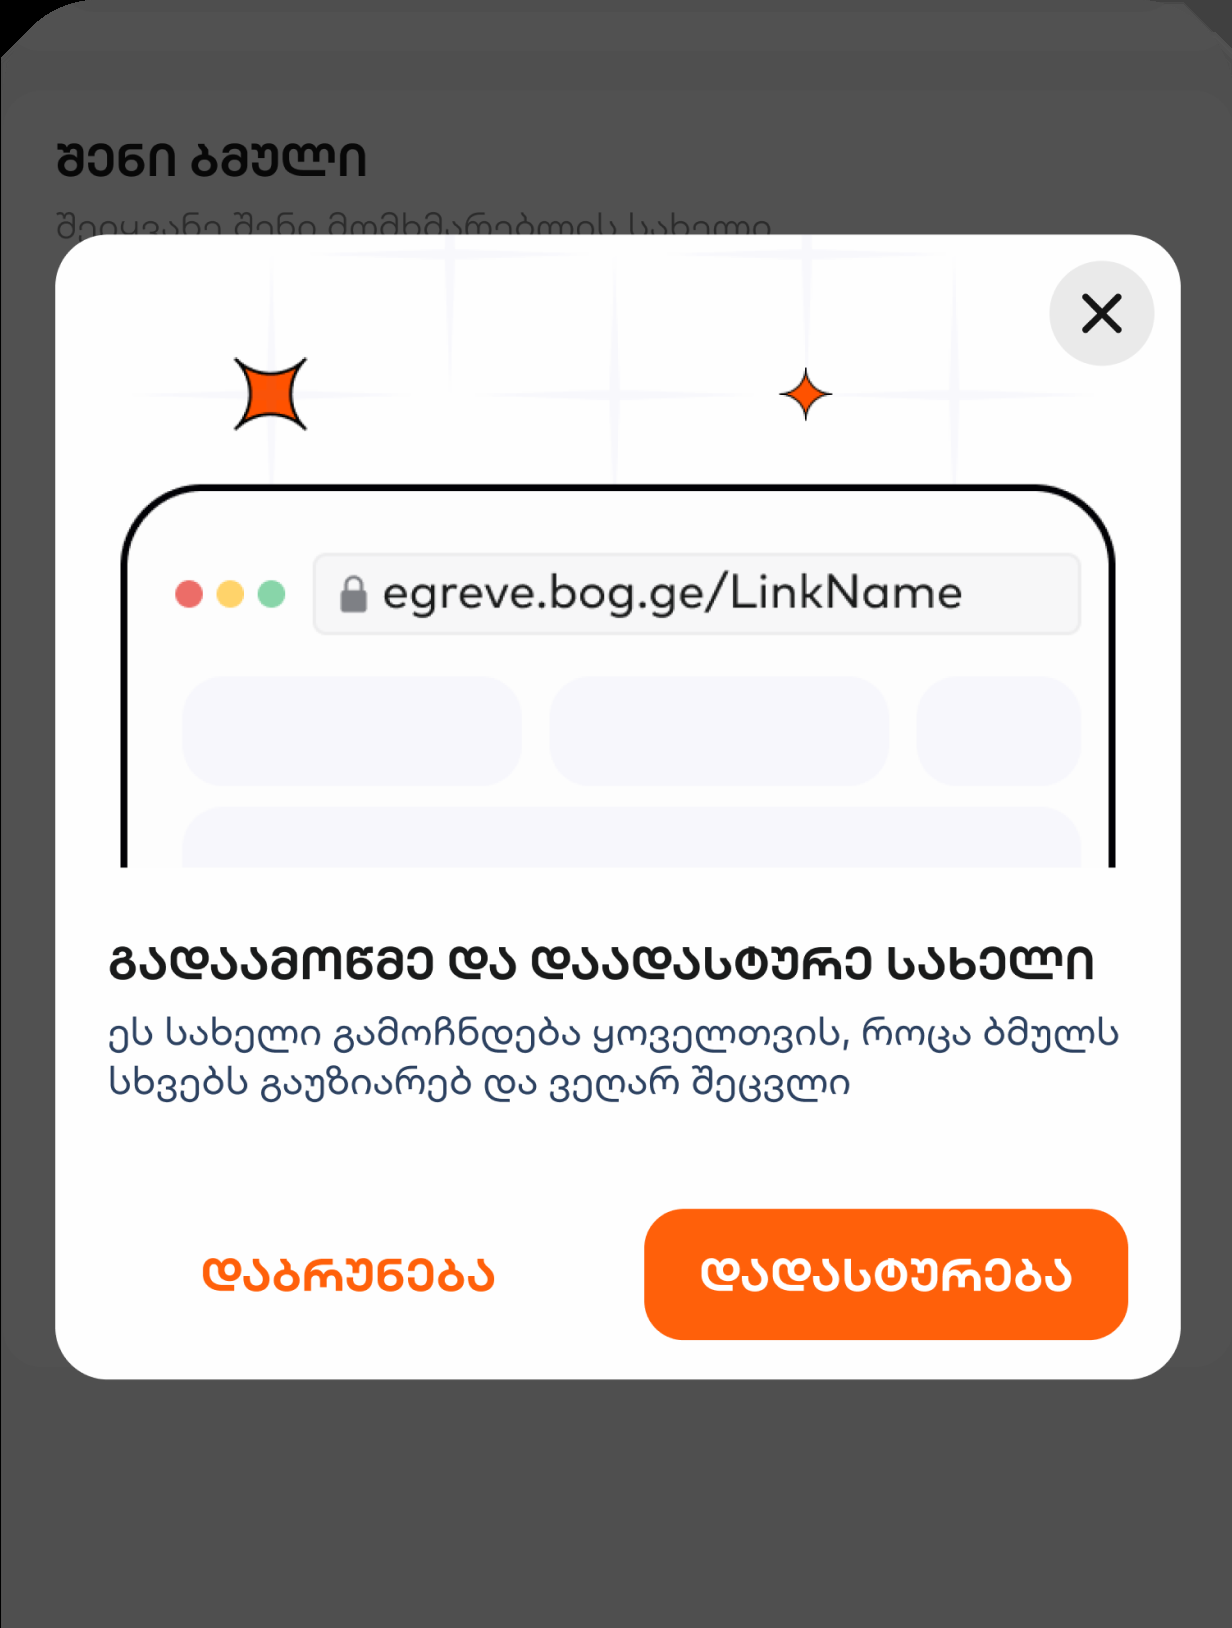 შენი ბმული
შეიყვანე შენი მომხმარებლის სახელი
egreve.bog.ge/LinkName
გადაამოწმე და დაადასტურე სახელი
ეს სახელი გამოჩნდება ყოველთვის, როცა ბმულს
სხვებს გაუზიარებ და ვეღარ შეცვლი
დაბრუნება
დადასტურება